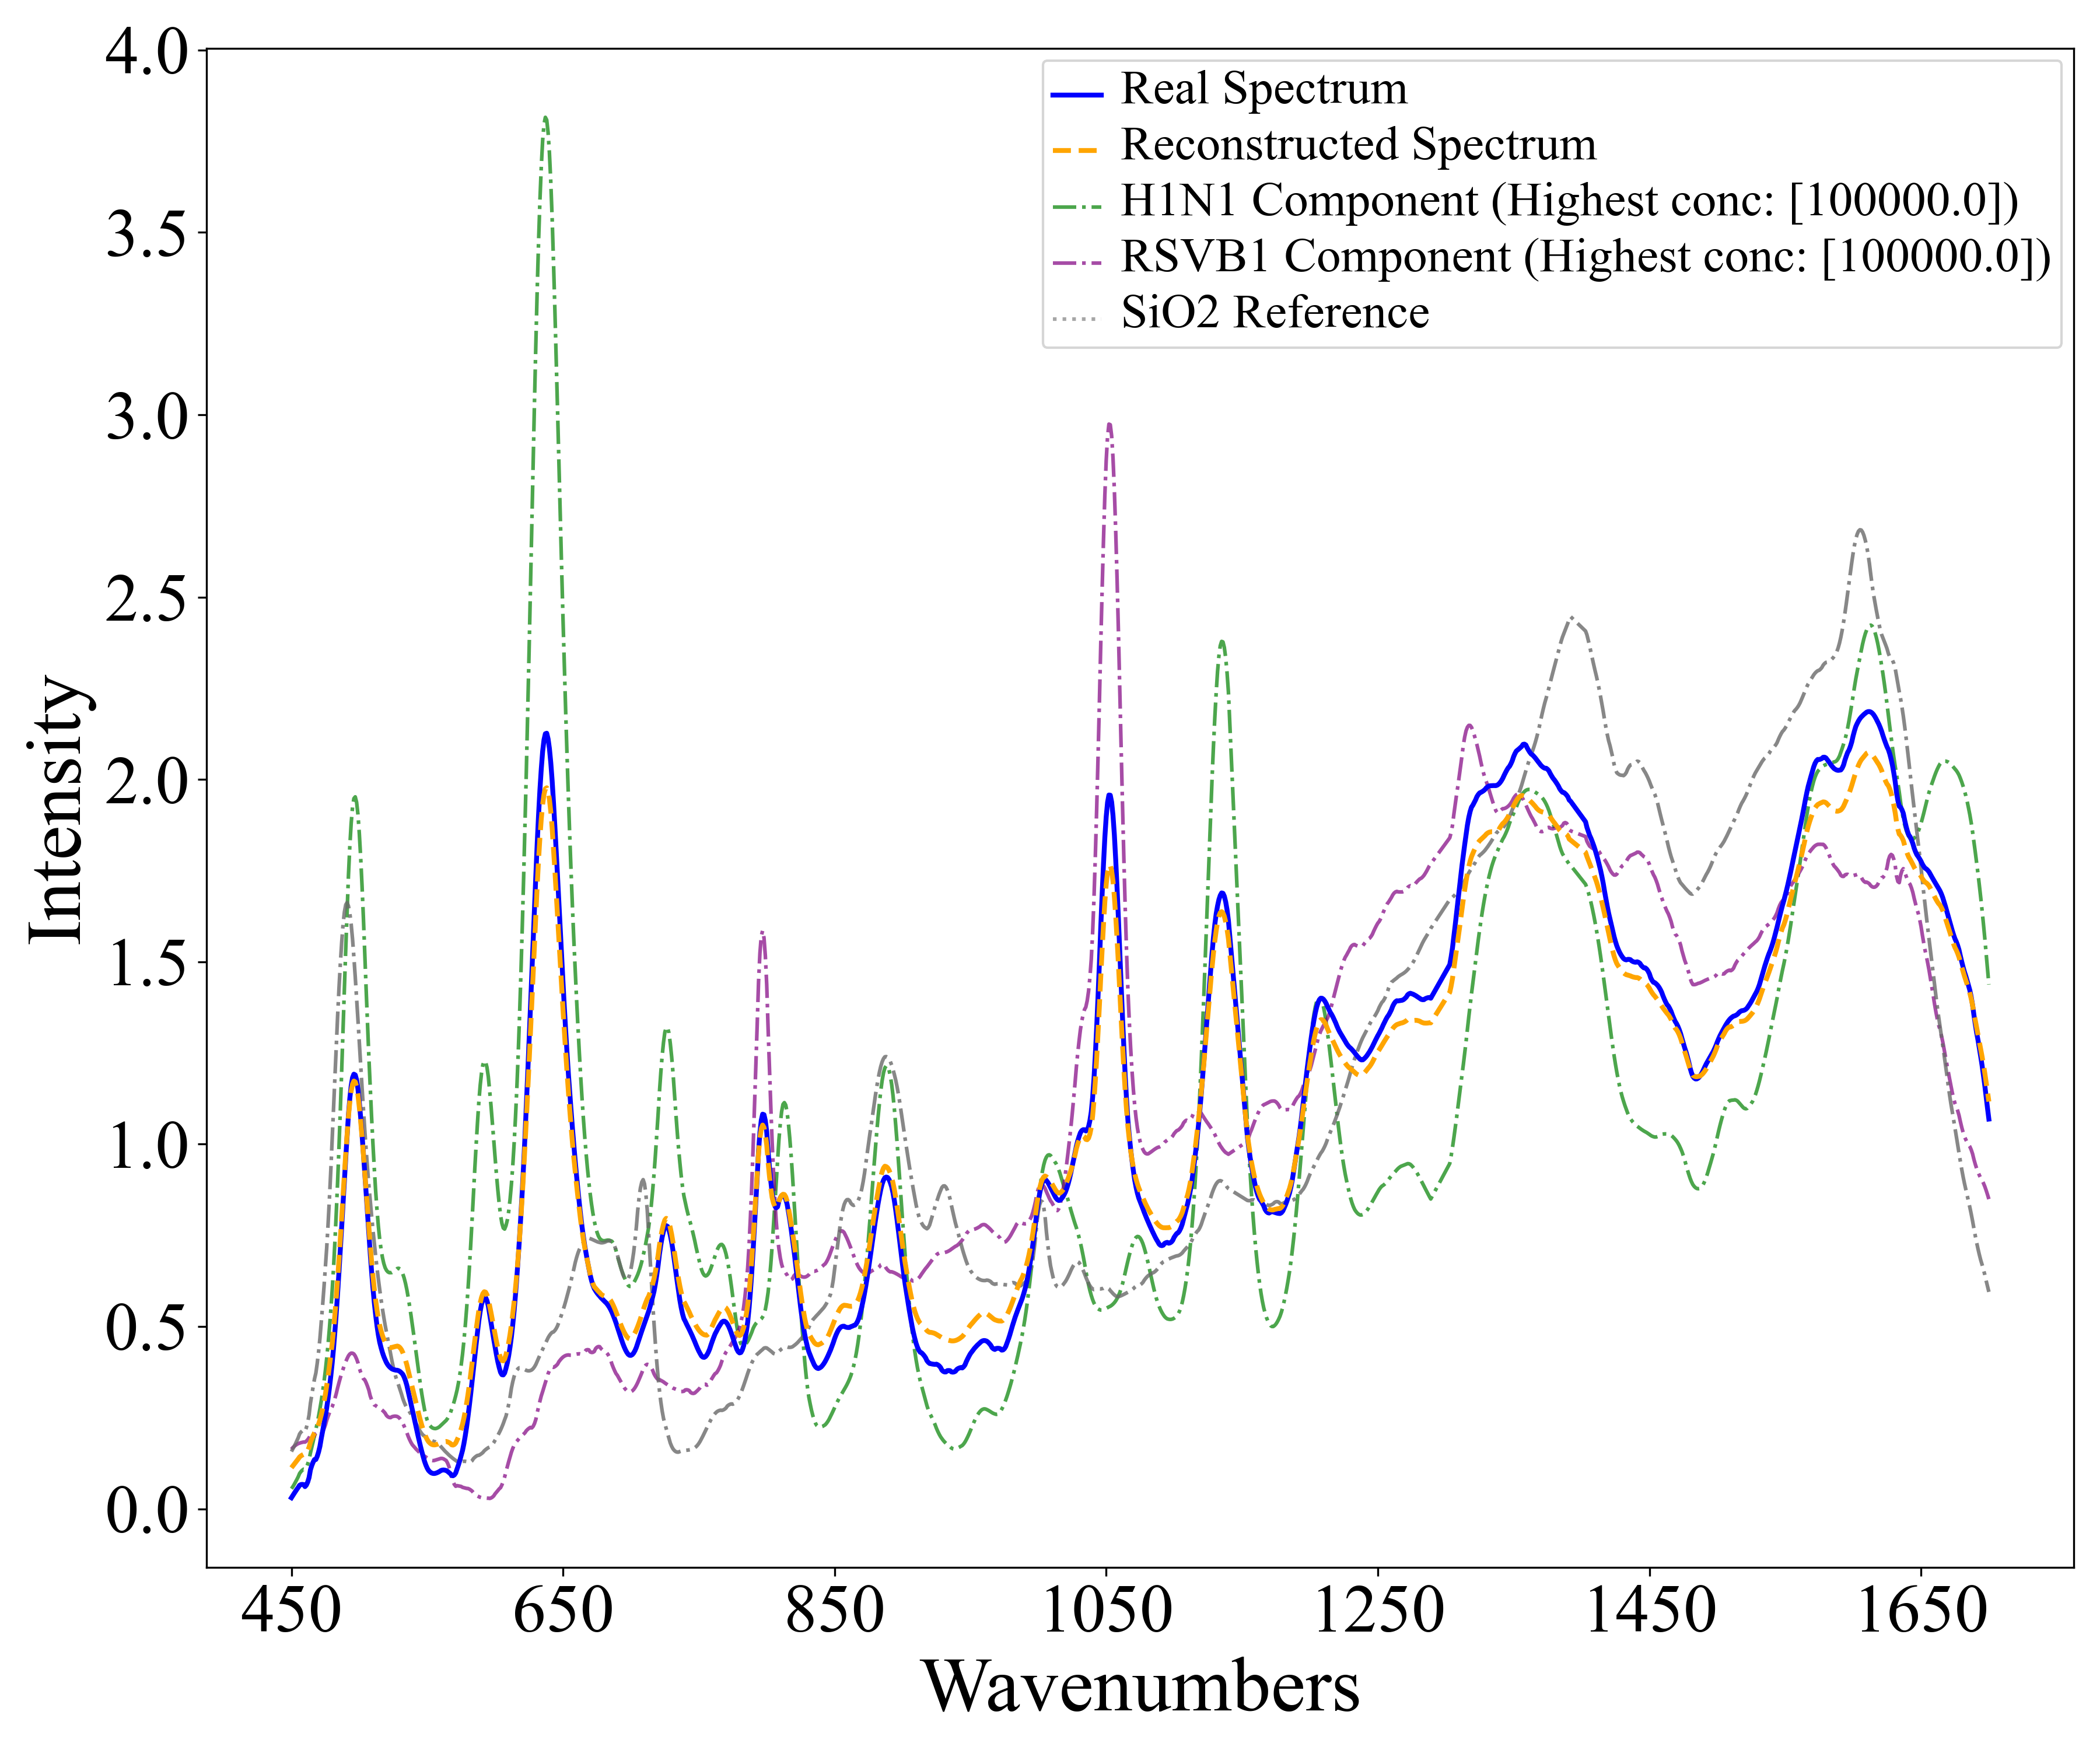 4.0
3.5
3.0
2.5
2.0
1.5
1.0
0.5
0.0
Intensity
Real Spectrum
Reconstructed Spectrum
H1N1 Component (Highest conc: [100000.0])
RSVB1 Component (Highest conc: [100000.0])
SiO2 Reference
450 650 850 1050 1250 1450 1650
Wavenumbers